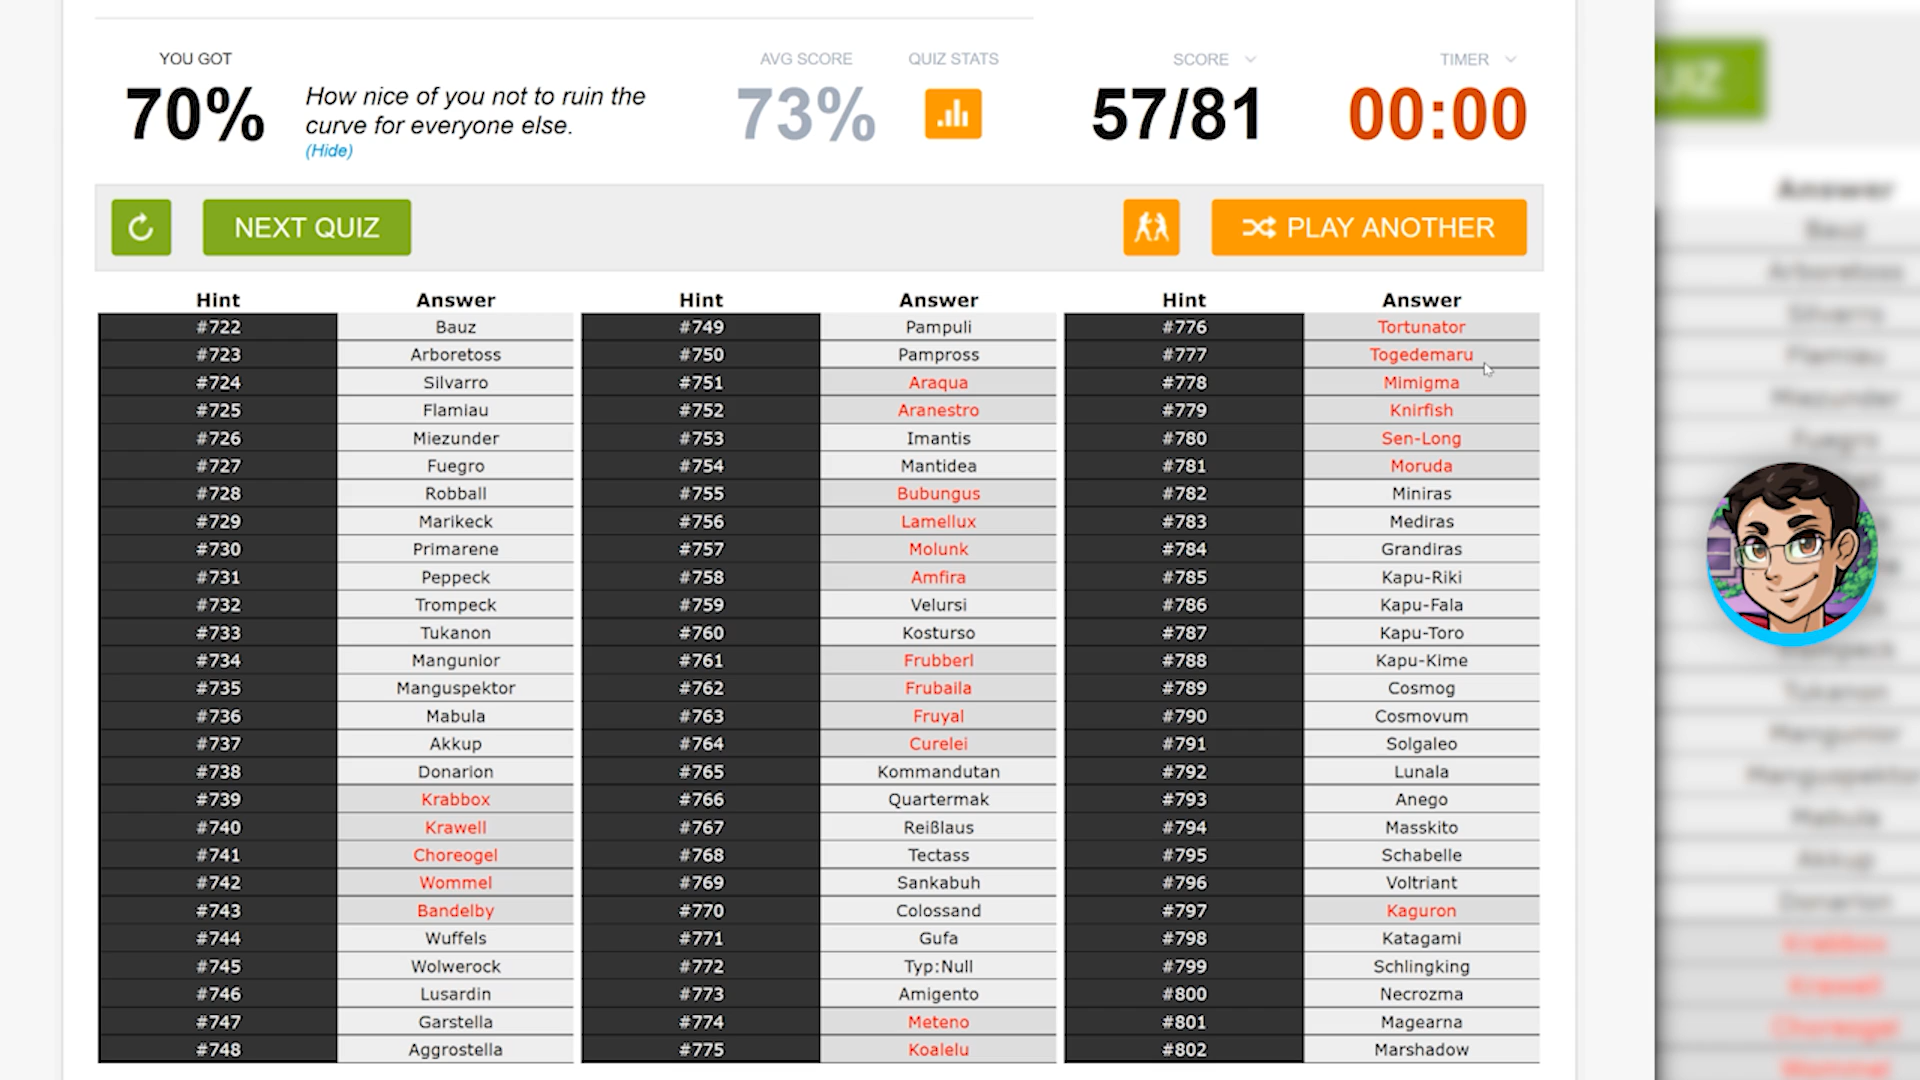 YOU GOT
70%
How nice of you not to ruin the
curve for everyone else.
(Hide)
AVG SCORE
73%
QUIZ STATS
SCORE
57/81
TIMER
00:00
NEXT QUIZ
PLAY ANOTHER
Hint Answer Hint Answer Hint Answer
#722 Bauz #749 Pampuli #776 Tortunator
#723 Arboretoss #750 Pampross #777 Togedemaru
#724 Silvarro #751 Araqua #778 Mimigma
#725 Flamiau #752 Aranestro #779 Knirfish
#726 Miezunder #753 Imantis #780 Sen-Long
#727 Fuegro #754 Mantidea #781 Moruda
#728 Robball #755 Bubungus #782 Miniras
#729 Marikeck #756 Lamellux #783 Mediras
#730 Primarene #757 Molunk #784 Grandiras
#731 Peppeck #758 Amfira #785 Kapu-Riki
#732 Trompeck #759 Velursi #786 Kapu-Fala
#733 Tukanon #760 Kosturso #787 Kapu-Toro
#734 Mangunior #761 Frubberl #788 Kapu-Kime
#735 Manguspektor #762 Frubaila #789 Cosmog
#736 Mabula #763 Fruyal #790 Cosmovum
#737 Akkup #764 Curelei #791 Solgaleo
#738 Donarion #765 Kommandutan #792 Lunala
#739 Krabbox #766 Quartermak #793 Anego
#740 Krawell #767 Reißlaus #794 Masskito
#741 Choreogel #768 Tectass #795 Schabelle
#742 Wommel #769 Sankabuh #796 Voltriant
#743 Bandelby #770 Colossand #797 Kaguron
#744 Wuffels #771 Gufa #798 Katagami
#745 Wolwerock #772 Typ:Null #799 Schlingking
#746 Lusardin #773 Amigento #800 Necrozma
#747 Garstella #774 Meteno #801 Magearna
#748 Aggrostella #775 Koalelu #802 Marshadow